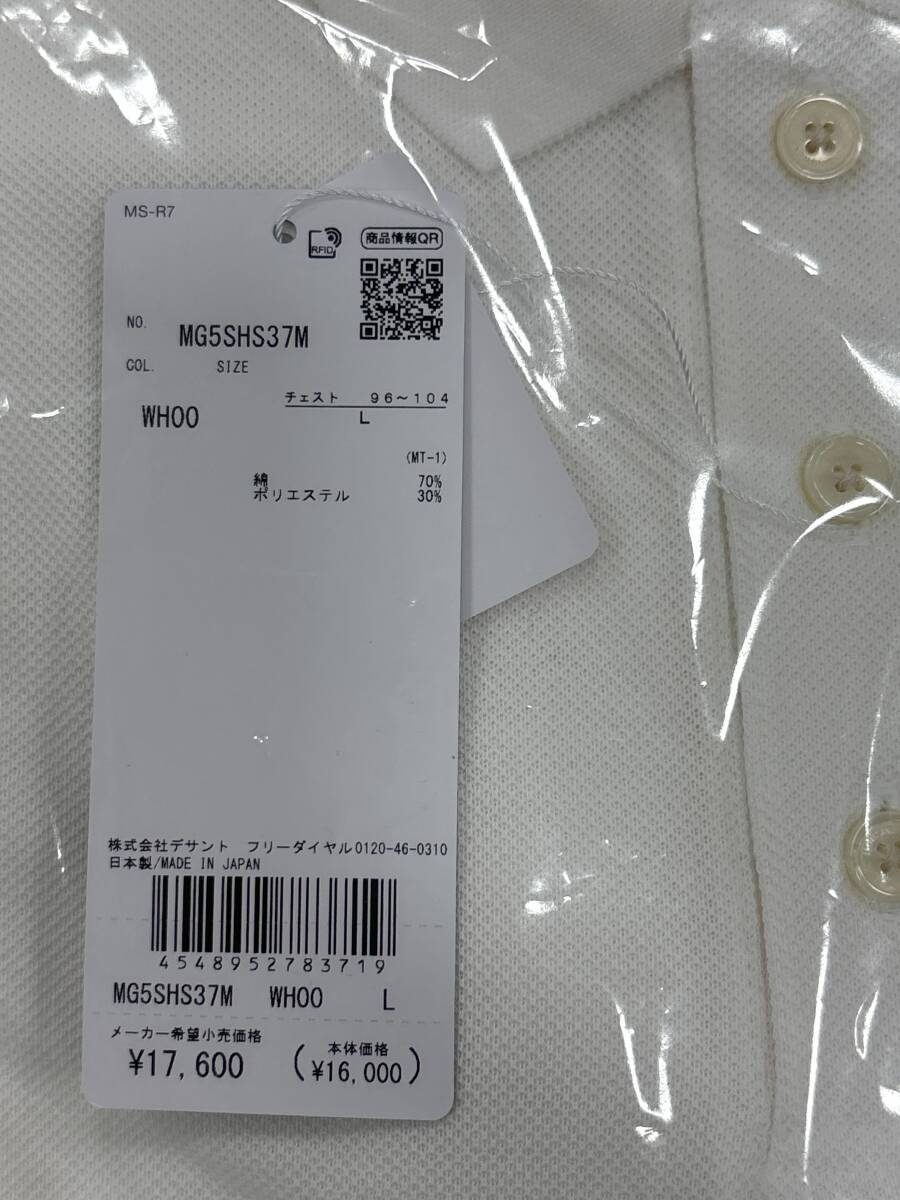 MS-R7
RFID
商品情報QR
NO.
MG5SHS37M
COL.
SIZE
チェスト 96～104
WH00
L
(MT-1)
綿 70%
ポリエステル 30%
株式会社デサント フリーダイヤル0120-46-0310
日本製/MADE IN JAPAN
4548952783719
MG5SHS37M WH00 L
メーカー希望小売価格
¥17,600
(本体価格
¥16,000)